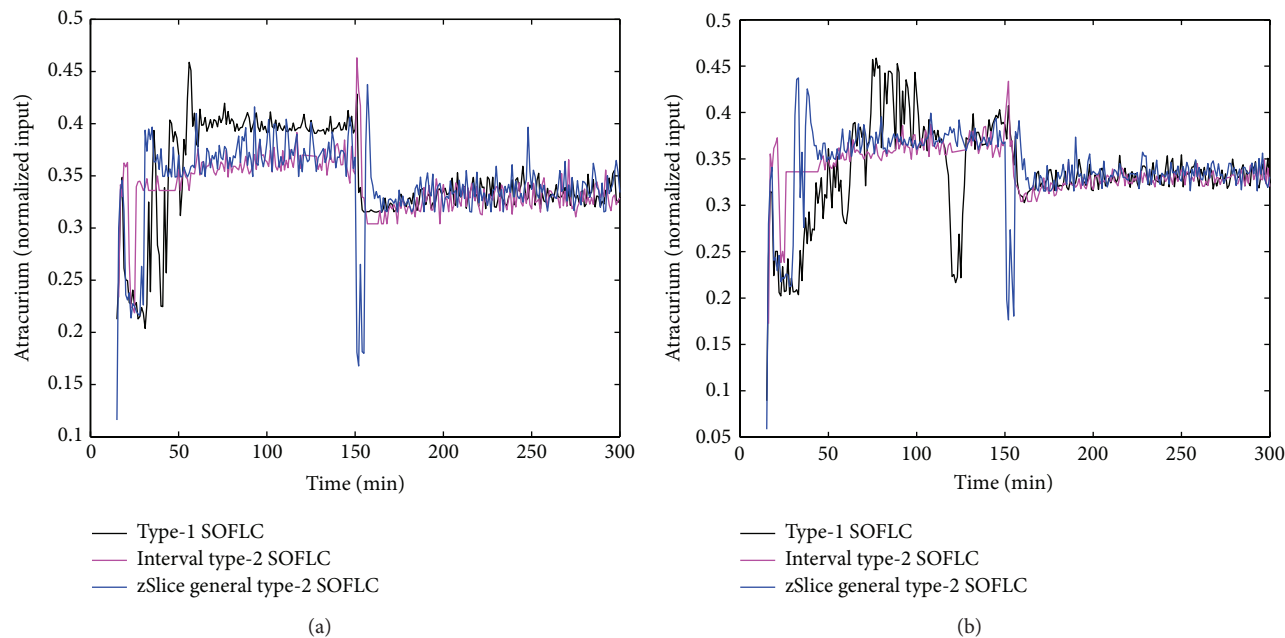 0.5
0.45
0.4
0.35
0.3
0.25
0.2
0.15
0.1
Atracurium (normalized input)
0 50 100 150 200 250 300
Time (min)
Type-1 SOFLC
Interval type-2 SOFLC
zSlice general type-2 SOFLC
(a)
0.5
0.45
0.4
0.35
0.3
0.25
0.2
0.15
0.1
0.05
Atracurium (normalized input)
0 50 100 150 200 250 300
Time (min)
Type-1 SOFLC
Interval type-2 SOFLC
zSlice general type-2 SOFLC
(b)